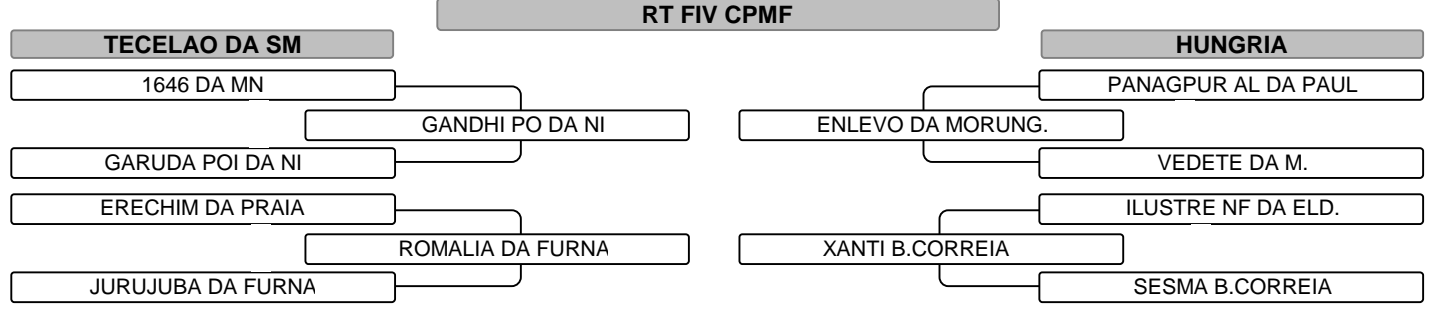 RT FIV CPMF
TECELAO DA SM
HUNGRIA
1646 DA MN
PANAGPUR AL DA PAUL
GANDHI PO DA NI
ENLEVO DA MORUNG.
GARUDA POI DA NI
VEDETE DA M.
ERECHIM DA PRAIA
ILUSTRE NF DA ELD.
ROMALIA DA FURNA
XANTI B.CORREIA
JURUJUBA DA FURNA
SESMA B.CORREIA